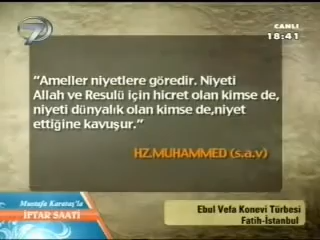 7
CANLI
18:41
"Ameller niyetlere göredir. Niyeti
Allah ve Resulü için hicret olan kimse de,
niyeti dünyalık olan kimse de,niyet
ettiğine kavuşur."
HZ.MUHAMMED (s.a.v)
Mustafa Karataş'la
İFTAR SAATİ
Ebul Vefa Konevi Türbesi
Fatih-İstanbul